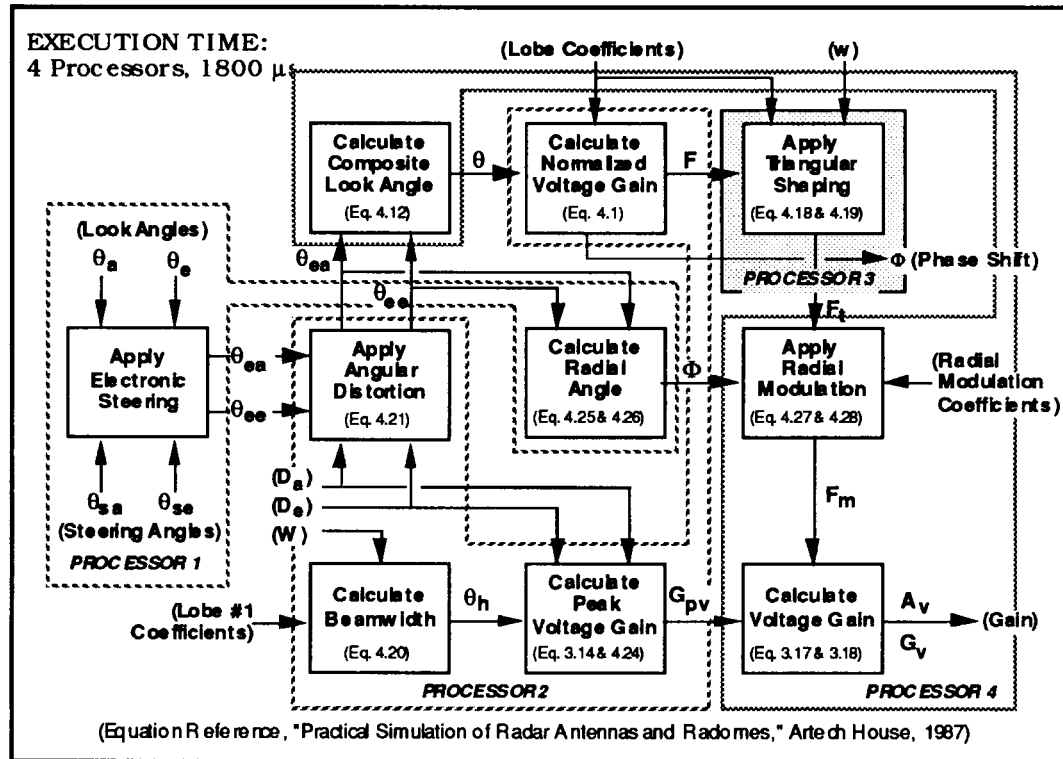 EXECUTION TIME:
4 Processors, 1800 μs
(Lobe Coefficients)
(w)
Calculate
Composite
Look Angle
(Eq. 4.12)
θ
Calculate
Normalized
Voltage Gain
(Eq. 4.1)
F
Apply
Triangular
Shaping
(Eq. 4.18 & 4.19)
(Look Angles)
θa
θe
θea
θee
Φ (Phase Shift)
PROCESSOR 3
Ft
Apply
Electronic
Steering
θea
θee
Apply
Angular
Distortion
(Eq. 4.21)
Calculate
Radial
Angle
(Eq. 4.25 & 4.26)
Φ
Apply
Radial
Modulation
(Eq. 4.27 & 4.28)
(Radial
Modulation
Coefficients)
θsa
θse
(Steering Angles)
PROCESSOR 1
(Da)
(De)
(W)
Fm
(Lobe #1
Coefficients)
Calculate
Beamwidth
(Eq. 4.20)
θh
Calculate
Peak
Voltage Gain
(Eq. 3.14 & 4.24)
Gpv
Calculate
Voltage Gain
(Eq. 3.17 & 3.18)
Av
Gv
(Gain)
PROCESSOR 2
PROCESSOR 4
(Equation Reference, "Practical Simulation of Radar Antennas and Radomes," Artech House, 1987)